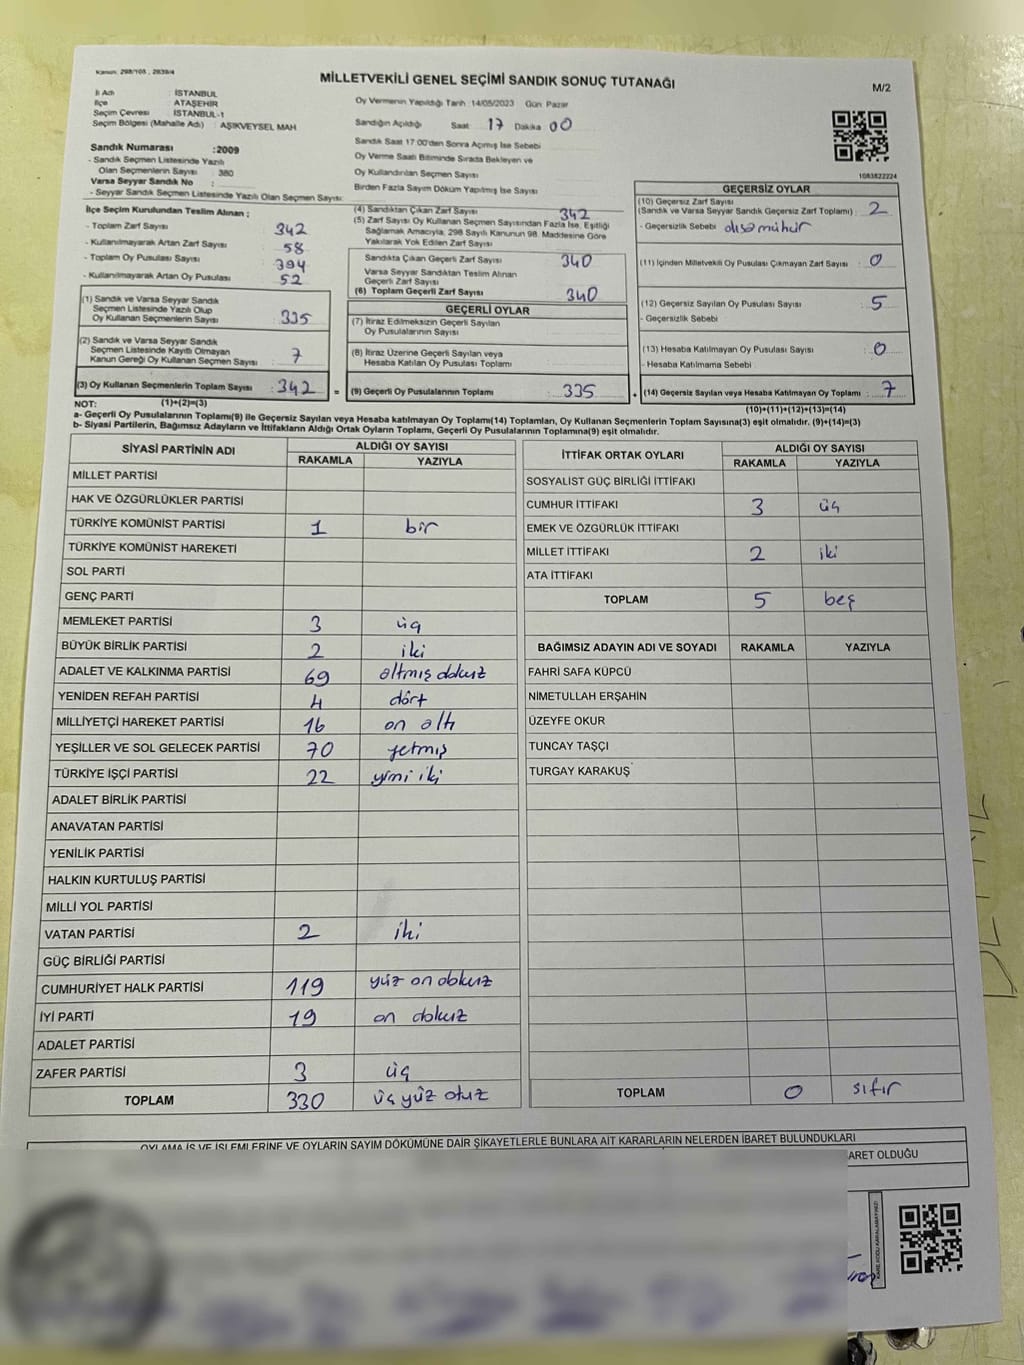 Kanun: 298/105 , 2839/4
MİLLETVEKİLİ GENEL SEÇİMİ SANDIK SONUÇ TUTANAĞI
M/2
İl Adı : İSTANBUL
İlçe : ATAŞEHİR
Seçim Çevresi : İSTANBUL-1
Seçim Bölgesi (Mahalle Adı) : AŞIKVEYSEL MAH
Oy Vermenin Yapıldığı Tarih :14/05/2023 Gün Pazar
Sandığın Açıldığı Saat: 17 Dakika 00
Sandık Saat 17:00'den Sonra Açmış İse Sebebi
Oy Verme Saati Bitiminde Sırada Bekleyen ve
Oy Kullandırılan Seçmen Sayısı
Birden Fazla Sayım Döküm Yapılmış İse Sayısı
1083822224
Sandık Numarası :2009
- Sandık Seçmen Listesinde Yazılı
Olan Seçmenlerin Sayısı : 380
Varsa Seyyar Sandık No :
- Seyyar Sandık Seçmen Listesinde Yazılı Olan Seçmen Sayısı:
İlçe Seçim Kurulundan Teslim Alınan ;
- Toplam Zarf Sayısı 342
- Kullanılmayarak Artan Zarf Sayısı 58
- Toplam Oy Pusulası Sayısı 394
- Kullanılmayarak Artan Oy Pusulası 52
(1) Sandık ve Varsa Seyyar Sandık
Seçmen Listesinde Yazılı Olup
Oy Kullanan Seçmenlerin Sayısı : 335
(2) Sandık ve Varsa Seyyar Sandık
Seçmen Listesinde Kayıtlı Olmayan
Kanun Gereği Oy Kullanan Seçmen Sayısı : 7
(3) Oy Kullanan Seçmenlerin Toplam Sayısı : 342 =
(1)+(2)=(3)
(4) Sandıktan Çıkan Zarf Sayısı 342
(5) Zarf Sayısı Oy Kullanan Seçmen Sayısından Fazla İse, Eşitliği
Sağlamak Amacıyla, 298 Sayılı Kanunun 98. Maddesine Göre
Yakılarak Yok Edilen Zarf Sayısı
Sandıkta Çıkan Geçerli Zarf Sayısı 340
Varsa Seyyar Sandıktan Teslim Alınan
Geçerli Zarf Sayısı
(6) Toplam Geçerli Zarf Sayısı 340
GEÇERLİ OYLAR
(7) İtiraz Edilmeksizin Geçerli Sayılan
Oy Pusulalarının Sayısı
(8) İtiraz Üzerine Geçerli Sayılan veya
Hesaba Katılan Oy Pusulası Toplamı
(9) Geçerli Oy Pusulalarının Toplamı : 335 +
GEÇERSİZ OYLAR
(10) Geçersiz Zarf Sayısı
(Sandık ve Varsa Seyyar Sandık Geçersiz Zarf Toplamı) : 2
- Geçersizlik Sebebi dışa mühür
(11) İçinden Milletvekili Oy Pusulası Çıkmayan Zarf Sayısı : 0
(12) Geçersiz Sayılan Oy Pusulası Sayısı 5
- Geçersizlik Sebebi
(13) Hesaba Katılmayan Oy Pusulası Sayısı : 0
- Hesaba Katılmama Sebebi
(14) Geçersiz Sayılan veya Hesaba Katılmayan Oy Toplamı : 7
(10)+(11)+(12)+(13)=(14)
NOT:
a- Geçerli Oy Pusulalarının Toplamı(9) ile Geçersiz Sayılan veya Hesaba katılmayan Oy Toplamı(14) Toplamları, Oy Kullanan Seçmenlerin Toplam Sayısına(3) eşit olmalıdır. (9)+(14)=(3)
b- Siyasi Partilerin, Bağımsız Adayların ve İttifakların Aldığı Ortak Oyların Toplamı, Geçerli Oy Pusulalarının Toplamına(9) eşit olmalıdır.
SİYASİ PARTİNİN ADI ALDIĞI OY SAYISI
RAKAMLA YAZIYLA
MİLLET PARTİSİ
HAK VE ÖZGÜRLÜKLER PARTİSİ
TÜRKİYE KOMÜNİST PARTİSİ 1 bir
TÜRKİYE KOMÜNİST HAREKETİ
SOL PARTİ
GENÇ PARTİ
MEMLEKET PARTİSİ 3 üç
BÜYÜK BİRLİK PARTİSİ 2 iki
ADALET VE KALKINMA PARTİSİ 69 altmış dokuz
YENİDEN REFAH PARTİSİ 4 dört
MİLLİYETÇİ HAREKET PARTİSİ 16 on altı
YEŞİLLER VE SOL GELECEK PARTİSİ 70 yetmiş
TÜRKİYE İŞÇİ PARTİSİ 22 yirmi iki
ADALET BİRLİK PARTİSİ
ANAVATAN PARTİSİ
YENİLİK PARTİSİ
HALKIN KURTULUŞ PARTİSİ
MİLLİ YOL PARTİSİ
VATAN PARTİSİ 2 iki
GÜÇ BİRLİĞİ PARTİSİ
CUMHURİYET HALK PARTİSİ 119 yüz on dokuz
İYİ PARTİ 19 on dokuz
ADALET PARTİSİ
ZAFER PARTİSİ 3 üç
TOPLAM 330 üç yüz otuz
İTTİFAK ORTAK OYLARI ALDIĞI OY SAYISI
RAKAMLA YAZIYLA
SOSYALİST GÜÇ BİRLİĞİ İTTİFAKI
CUMHUR İTTİFAKI 3 üç
EMEK VE ÖZGÜRLÜK İTTİFAKI
MİLLET İTTİFAKI 2 iki
ATA İTTİFAKI
TOPLAM 5 beş
BAĞIMSIZ ADAYIN ADI VE SOYADI RAKAMLA YAZIYLA
FAHRİ SAFA KÜPCÜ
NİMETULLAH ERŞAHİN
ÜZEYFE OKUR
TUNCAY TAŞÇI
TURGAY KARAKUŞ
TOPLAM 0 sıfır
OYLAMA İŞ VE İŞLEMLERİNE VE OYLARIN SAYIM DÖKÜMÜNE DAİR ŞİKAYETLERLE BUNLARA AİT KARARLARIN NELERDEN İBARET BULUNDUKLARI
BARET OLDUĞU
KARE KODU KARALAMAYINIZ!